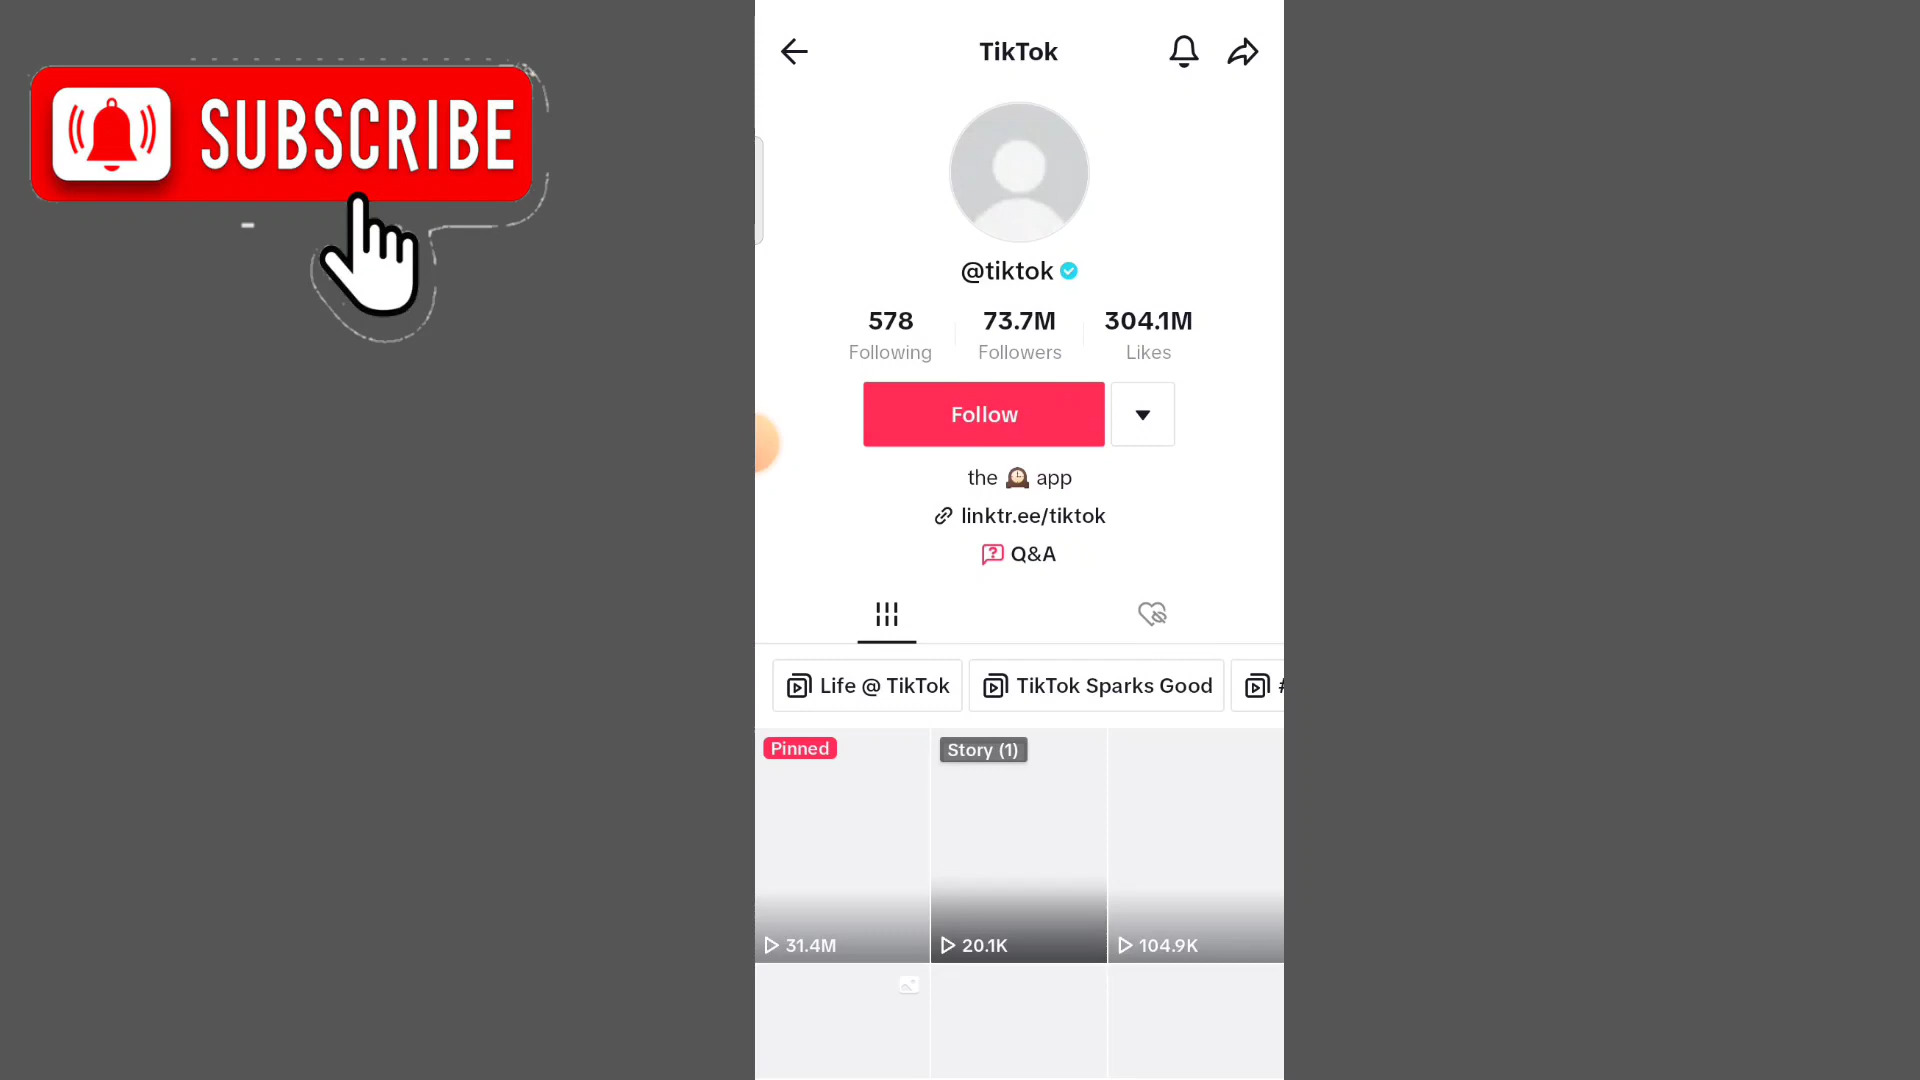 SUBSCRIBE
TikTok
@tiktok
578 73.7M 304.1M
Following Followers Likes
Follow
the app
linktr.ee/tiktok
Q&A
Life @ TikTok TikTok Sparks Good #
Pinned Story (1)
31.4M 20.1K 104.9K